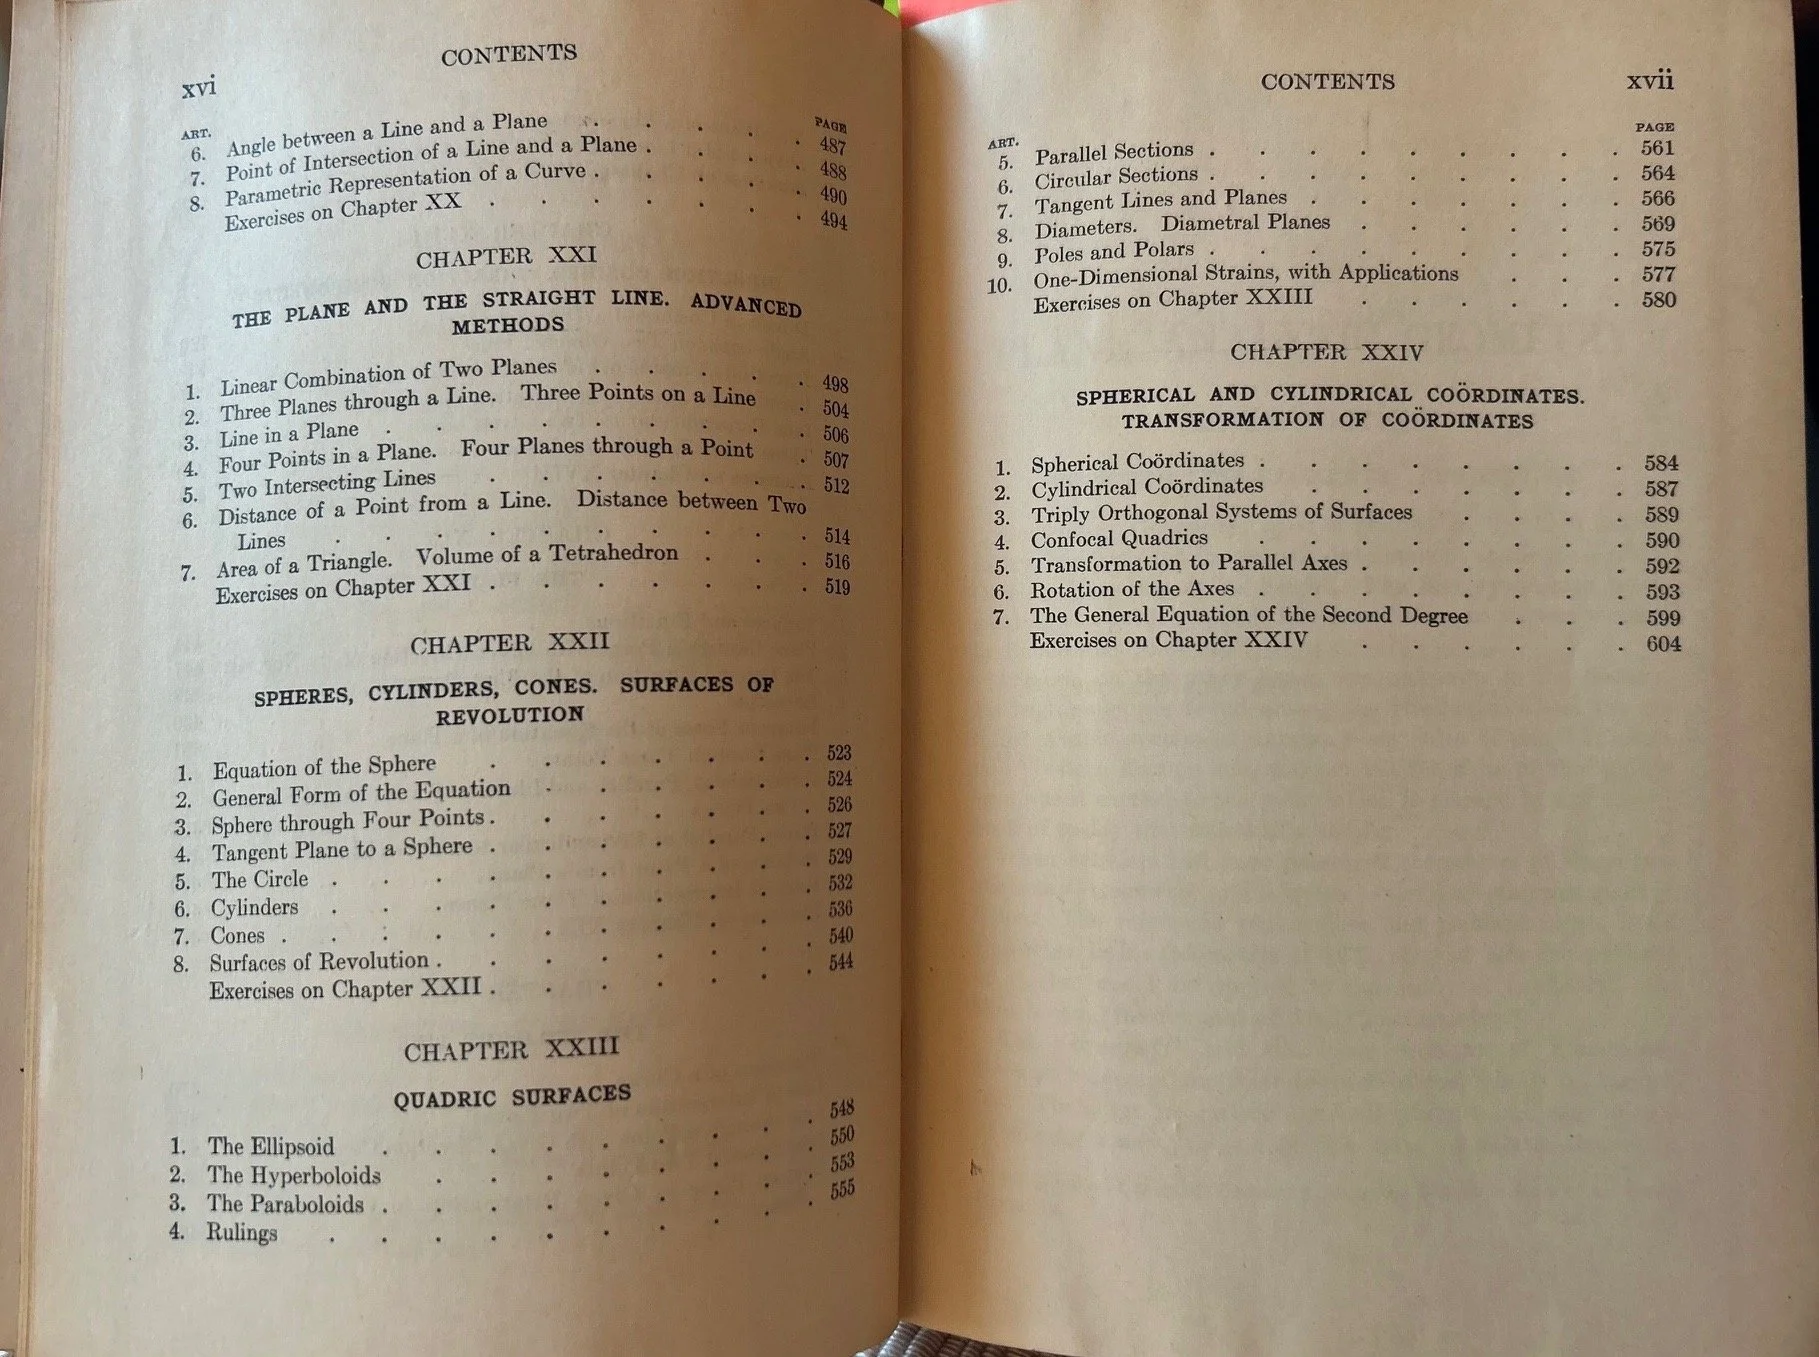 CONTENTS
xvi
ART. PAGE
6. Angle between a Line and a Plane . . . . . 487
7. Point of Intersection of a Line and a Plane . . . . 488
8. Parametric Representation of a Curve . . . . . 490
Exercises on Chapter XX . . . . . . . 494
CHAPTER XXI
THE PLANE AND THE STRAIGHT LINE. ADVANCED
METHODS
1. Linear Combination of Two Planes . . . . . 498
2. Three Planes through a Line. Three Points on a Line . 504
3. Line in a Plane . . . . . . . . . 506
4. Four Points in a Plane. Four Planes through a Point . 507
5. Two Intersecting Lines . . . . . . . 512
6. Distance of a Point from a Line. Distance between Two
Lines . . . . . . . . . . 514
7. Area of a Triangle. Volume of a Tetrahedron . . . 516
Exercises on Chapter XXI . . . . . . . 519
CHAPTER XXII
SPHERES, CYLINDERS, CONES. SURFACES OF
REVOLUTION
1. Equation of the Sphere . . . . . . . 523
2. General Form of the Equation . . . . . . 524
3. Sphere through Four Points . . . . . . . 526
4. Tangent Plane to a Sphere . . . . . . . 527
5. The Circle . . . . . . . . . . 529
6. Cylinders . . . . . . . . . . 532
7. Cones . . . . . . . . . . . 536
8. Surfaces of Revolution . . . . . . . . 540
Exercises on Chapter XXII . . . . . . . 544
CHAPTER XXIII
QUADRIC SURFACES
1. The Ellipsoid . . . . . . . . . 548
2. The Hyperboloids . . . . . . . . 550
3. The Paraboloids . . . . . . . . . 553
4. Rulings . . . . . . . . . . 555
CONTENTS xvii
ART. PAGE
5. Parallel Sections . . . . . . . . . 561
6. Circular Sections . . . . . . . . . 564
7. Tangent Lines and Planes . . . . . . . 566
8. Diameters. Diametral Planes . . . . . . 569
9. Poles and Polars . . . . . . . . . 575
10. One-Dimensional Strains, with Applications . . . 577
Exercises on Chapter XXIII . . . . . . 580
CHAPTER XXIV
SPHERICAL AND CYLINDRICAL COÖRDINATES.
TRANSFORMATION OF COÖRDINATES
1. Spherical Coördinates . . . . . . . . 584
2. Cylindrical Coördinates . . . . . . . 587
3. Triply Orthogonal Systems of Surfaces . . . . 589
4. Confocal Quadrics . . . . . . . . 590
5. Transformation to Parallel Axes . . . . . . 592
6. Rotation of the Axes . . . . . . . . 593
7. The General Equation of the Second Degree . . . 599
Exercises on Chapter XXIV . . . . . . 604